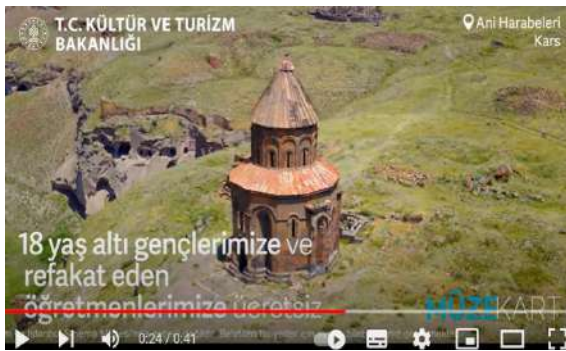 T.C. KÜLTÜR VE TURİZM
BAKANLIĞI
Ani Harabeleri
Kars
18 yaş altı gençlerimize ve
refakat eden
öğretmenlerimize ücretsiz
MÜZEKART
0:24 / 0:41